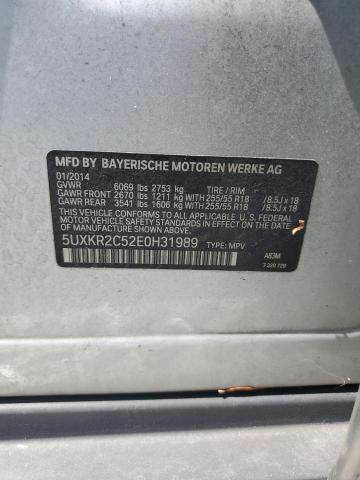 MFD BY BAYERISCHE MOTOREN WERKE AG
01/2014
GVWR 6069 lbs 2753 kg TIRE / RIM
GAWR FRONT 2670 lbs 1211 kg WITH 255/55 R18 /8.5J x 18
GAWR REAR 3541 lbs 1606 kg WITH 255/55 R18 /8.5J x 18
THIS VEHICLE CONFORMS TO ALL APPLICABLE U.S. FEDERAL
MOTOR VEHICLE SAFETY STANDARDS IN EFFECT ON THE DATE
OF MANUFACTURE SHOWN ABOVE.
5UXKR2C52E0H31989 TYPE: MPV
A83M